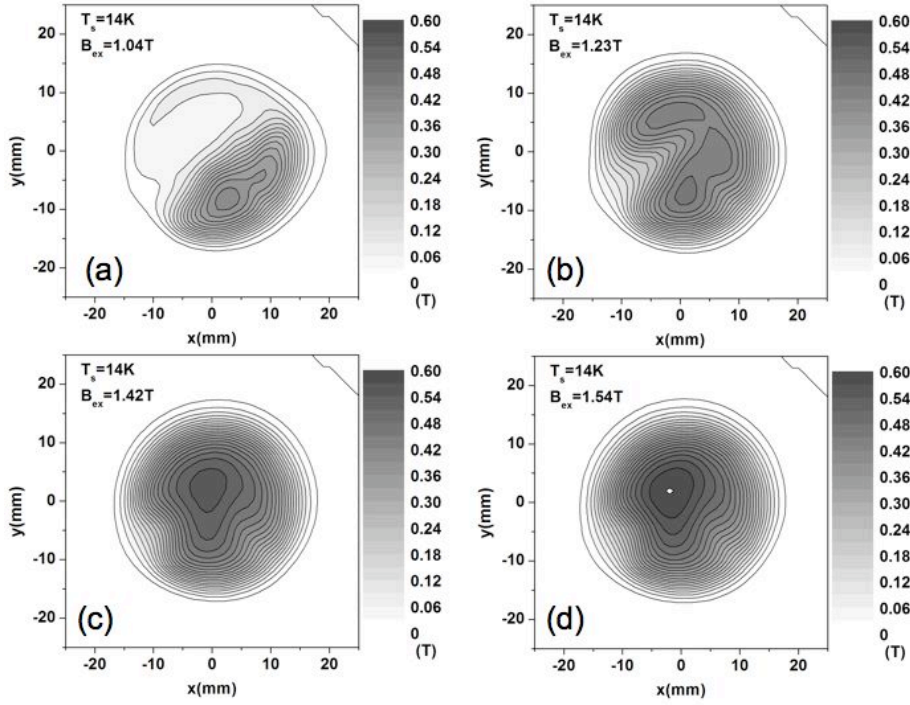 T_s=14K
B_ex=1.04T
y(mm)
20
10
0
-10
-20
-20 -10 0 10 20
x(mm)
0.60
0.54
0.48
0.42
0.36
0.30
0.24
0.18
0.12
0.06
0
(T)
(a)
T_s=14K
B_ex=1.23T
y(mm)
20
10
0
-10
-20
-20 -10 0 10 20
x(mm)
0.60
0.54
0.48
0.42
0.36
0.30
0.24
0.18
0.12
0.06
0
(T)
(b)
T_s=14K
B_ex=1.42T
y(mm)
20
10
0
-10
-20
-20 -10 0 10 20
x(mm)
0.60
0.54
0.48
0.42
0.36
0.30
0.24
0.18
0.12
0.06
0
(T)
(c)
T_s=14K
B_ex=1.54T
y(mm)
20
10
0
-10
-20
-20 -10 0 10 20
x(mm)
0.60
0.54
0.48
0.42
0.36
0.30
0.24
0.18
0.12
0.06
0
(T)
(d)